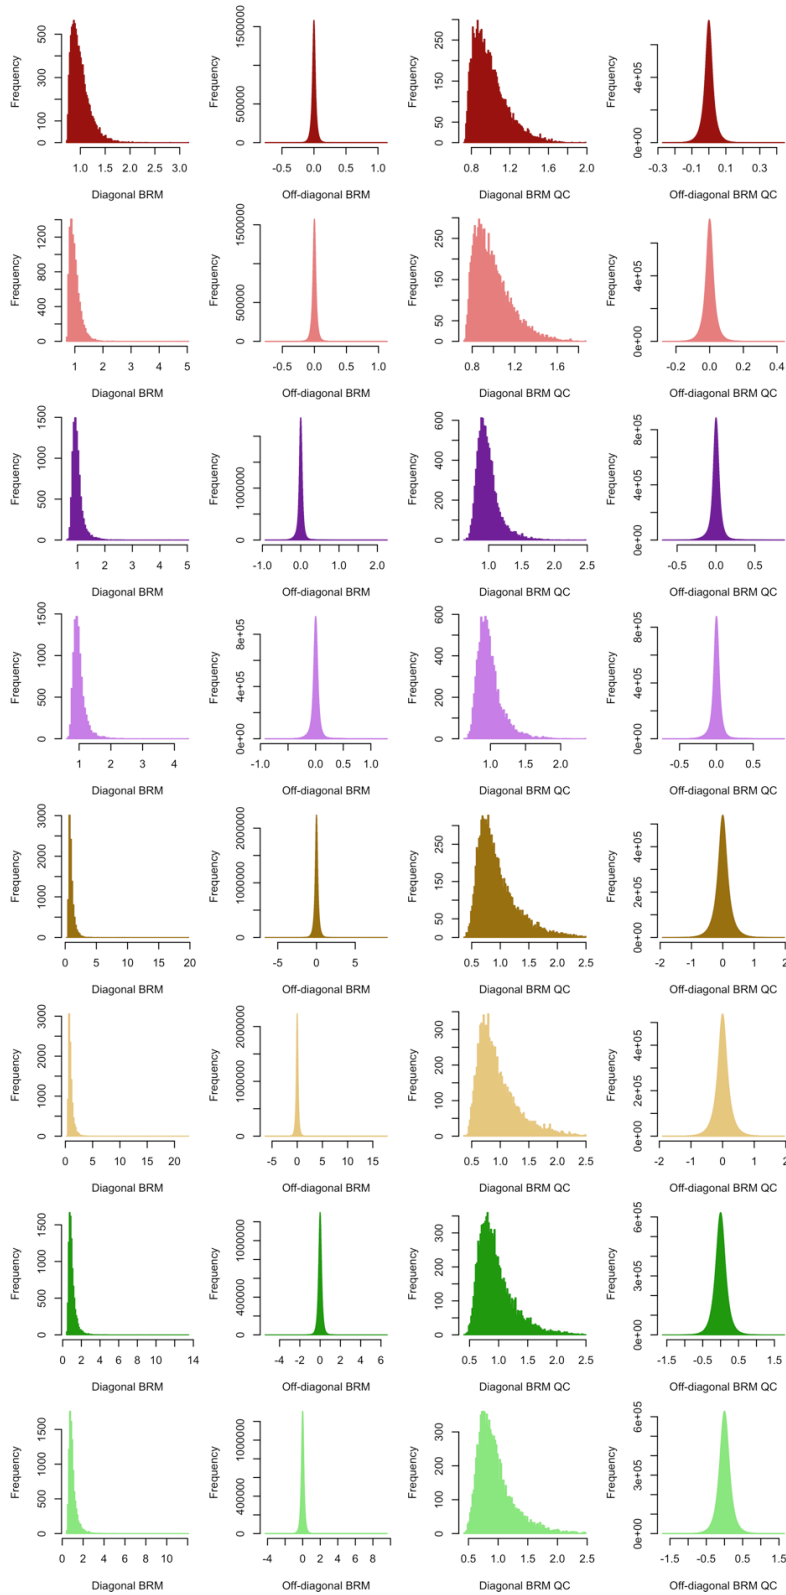 Frequency
0 100 300 500
1.0 1.5 2.0 2.5 3.0
Diagonal BRM
Frequency
0 500000 1500000
-0.5 0.0 0.5 1.0
Off-diagonal BRM
Frequency
0 50 150 250
0.8 1.2 1.6 2.0
Diagonal BRM QC
Frequency
0e+00 4e+05
-0.3 -0.1 0.1 0.3
Off-diagonal BRM QC
Frequency
0 400 800 1200
1 2 3 4 5
Diagonal BRM
Frequency
0 500000 1500000
-0.5 0.0 0.5 1.0
Off-diagonal BRM
Frequency
0 50 150 250
0.8 1.2 1.6
Diagonal BRM QC
Frequency
0e+00 4e+05
-0.2 0.0 0.2 0.4
Off-diagonal BRM QC
Frequency
0 500 1000 1500
1 2 3 4 5
Diagonal BRM
Frequency
0 1000000
-1.0 0.0 1.0 2.0
Off-diagonal BRM
Frequency
0 200 400 600
1.0 1.5 2.0 2.5
Diagonal BRM QC
Frequency
0e+00 4e+05 8e+05
-0.5 0.0 0.5
Off-diagonal BRM QC
Frequency
0 500 1000 1500
1 2 3 4
Diagonal BRM
Frequency
0e+00 4e+05 8e+05
-1.0 0.0 1.0
Off-diagonal BRM
Frequency
0 200 400 600
1.0 1.5 2.0
Diagonal BRM QC
Frequency
0e+00 4e+05 8e+05
-0.5 0.0 0.5
Off-diagonal BRM QC
Frequency
0 1000 2000 3000
0 5 10 15 20
Diagonal BRM
Frequency
0 1000000 2000000
-5 0 5
Off-diagonal BRM
Frequency
0 50 150 250
0.5 1.0 1.5 2.0 2.5
Diagonal BRM QC
Frequency
0e+00 2e+05 4e+05
-2 -1 0 1 2
Off-diagonal BRM QC
Frequency
0 1000 2000 3000
0 5 10 15 20
Diagonal BRM
Frequency
0 1000000 2000000
-5 0 5 10 15
Off-diagonal BRM
Frequency
0 100 200 300
0.5 1.0 1.5 2.0 2.5
Diagonal BRM QC
Frequency
0e+00 2e+05 4e+05
-2 -1 0 1 2
Off-diagonal BRM QC
Frequency
0 500 1000 1500
0 2 4 6 8 10 12 14
Diagonal BRM
Frequency
0 400000 1000000
-4 -2 0 2 4 6
Off-diagonal BRM
Frequency
0 100 200 300
0.5 1.0 1.5 2.0 2.5
Diagonal BRM QC
Frequency
0e+00 3e+05 6e+05
-1.5 -0.5 0.5 1.5
Off-diagonal BRM QC
Frequency
0 500 1000 1500
0 2 4 6 8 10
Diagonal BRM
Frequency
0 400000 1000000
-4 -2 0 2 4 6 8
Off-diagonal BRM
Frequency
0 100 200 300
0.5 1.0 1.5 2.0 2.5
Diagonal BRM QC
Frequency
0e+00 3e+05 6e+05
-1.5 -0.5 0.5 1.5
Off-diagonal BRM QC